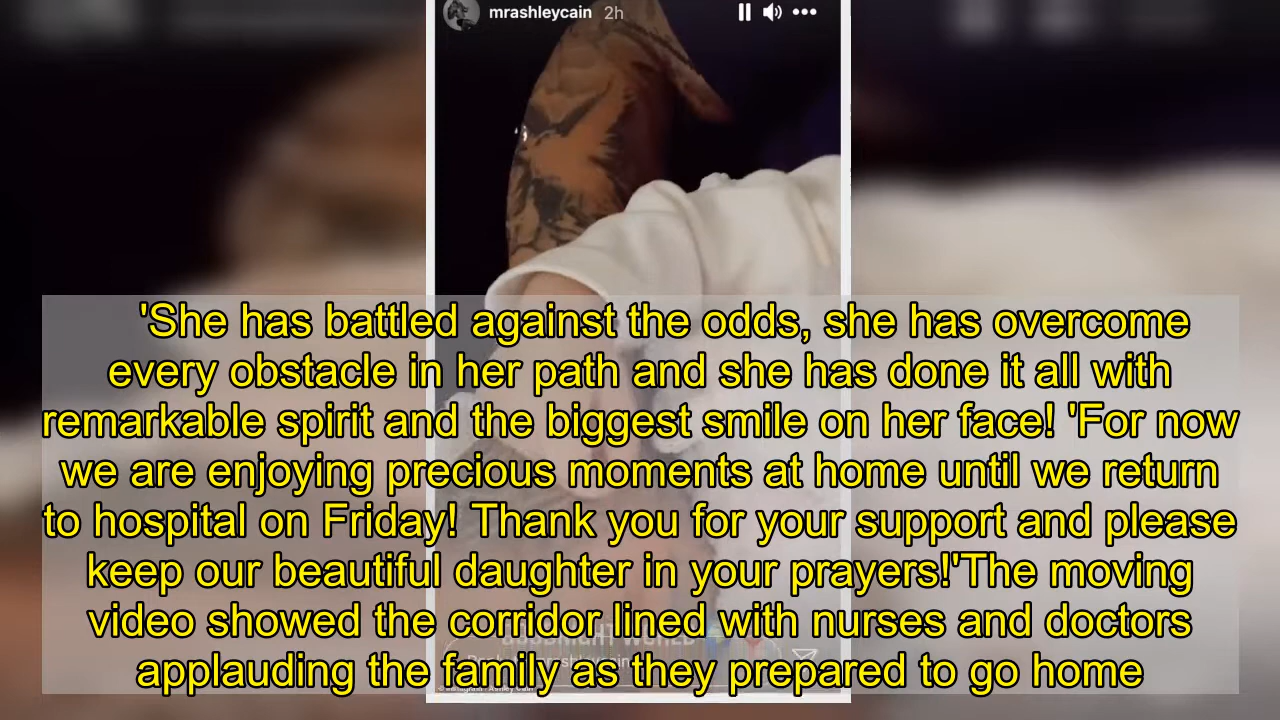 mrashleycain 2h
'She has battled against the odds, she has overcome
every obstacle in her path and she has done it all with
remarkable spirit and the biggest smile on her face! 'For now
we are enjoying precious moments at home until we return
to hospital on Friday! Thank you for your support and please
keep our beautiful daughter in your prayers!'The moving
video showed the corridor lined with nurses and doctors
applauding the family as they prepared to go home